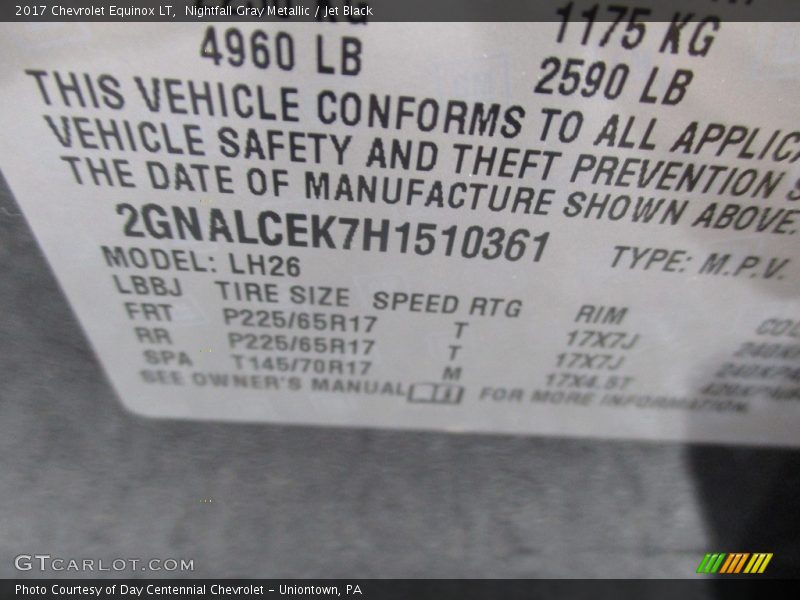 2017 Chevrolet Equinox LT, Nightfall Gray Metallic / Jet Black
KG
4960 LB
1175 KG
2590 LB
THIS VEHICLE CONFORMS TO ALL
VEHICLE SAFETY AND THEFT PREVENTION
THE DATE OF MANUFACTURE SHOWN ABOVE.
2GNALCEK7H1510361
MODEL: LH26 TYPE: M.P.V.
LBBJ TIRE SIZE SPEED RTG RIM
FRT P225/65R17 T 17X7J
RR P225/65R17 T 17X7J
SPA T145/70R17 M 17X4.5T
SEE OWNER'S MANUAL FOR MORE INFORMATION
GTCARLOT.COM
Photo Courtesy of Day Centennial Chevrolet - Uniontown, PA